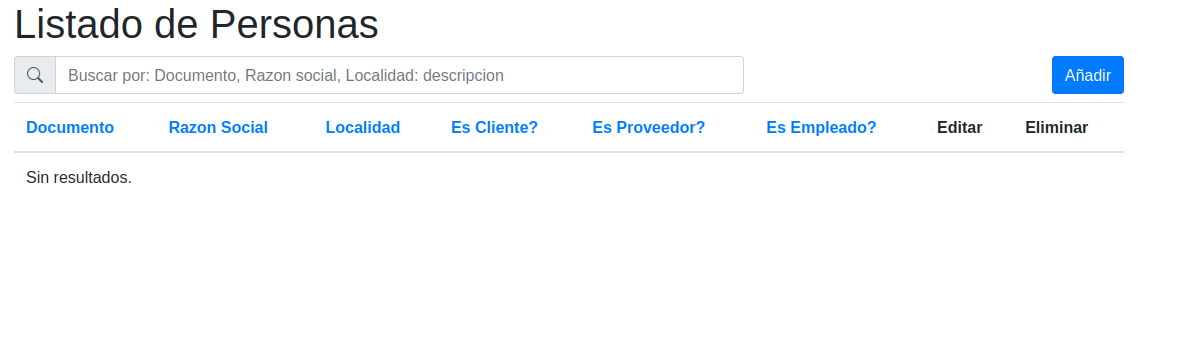 Listado de Personas
Buscar por: Documento, Razon social, Localidad: descripcion
Añadir
Documento Razon Social Localidad Es Cliente? Es Proveedor? Es Empleado? Editar Eliminar
Sin resultados.